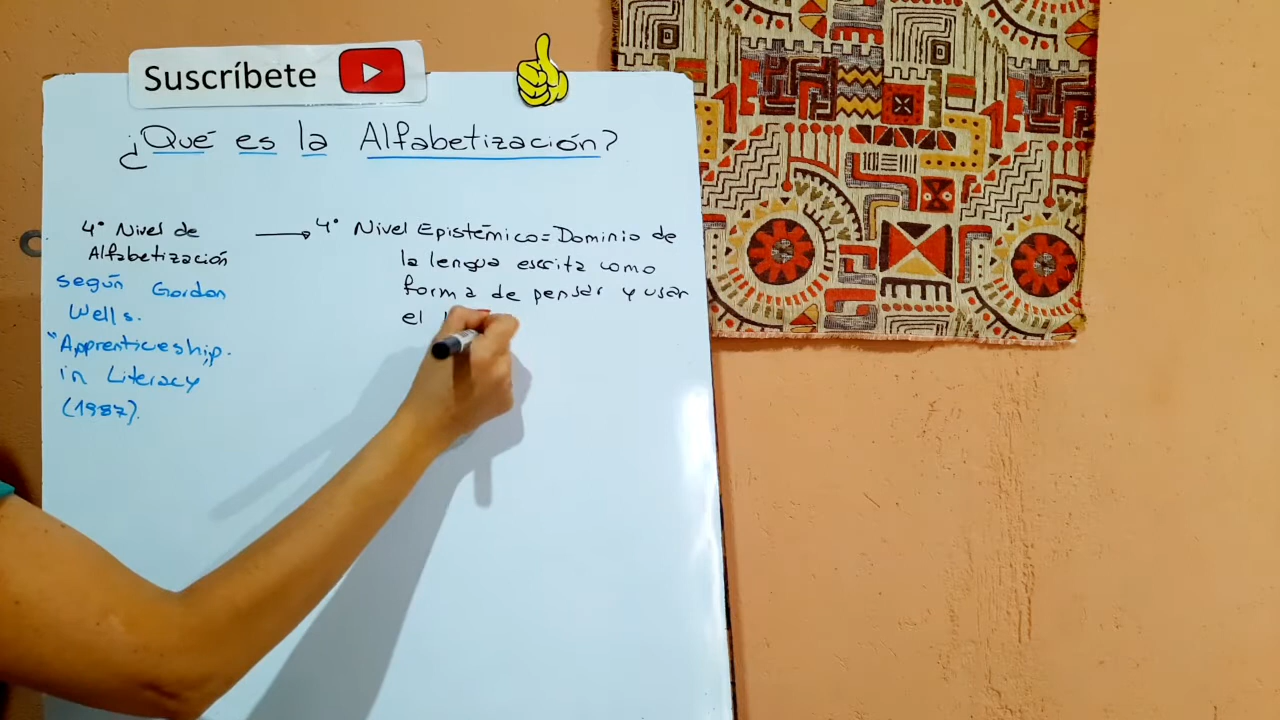 Suscríbete
¿Qué es la Alfabetización?
4° Nivel de
Alfabetización
según Gordon
Wells.
"Apprenticeship.
in Literacy"
(1987).
4° Nivel Epistémico = Dominio de
la lengua escrita como
forma de pensar y usar
el